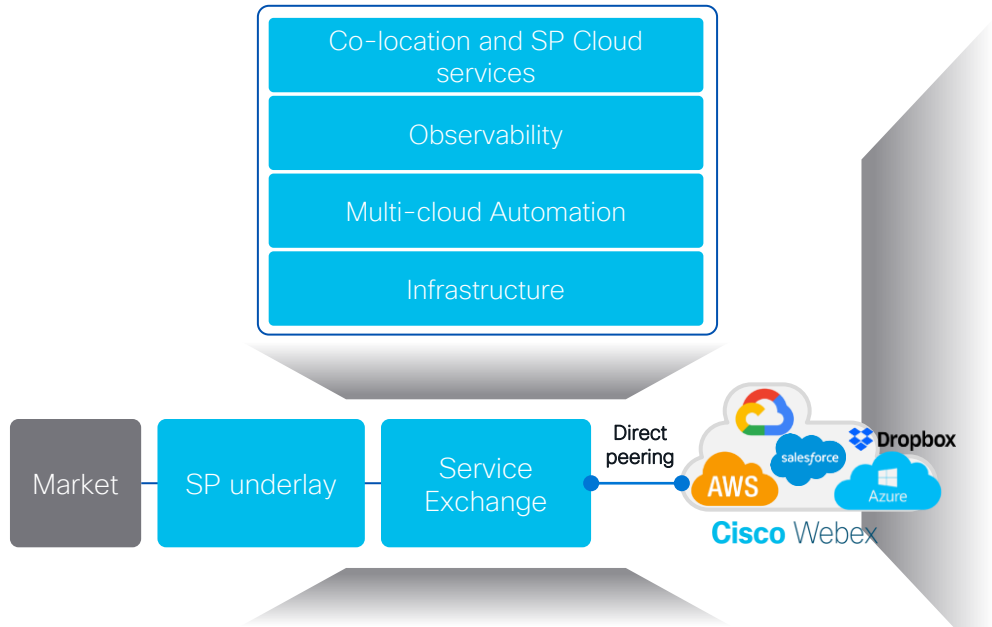 Co-location and SP Cloud
services
Observability
Multi-cloud Automation
Infrastructure
Market
SP underlay
Service
Exchange
Direct
peering
salesforce
Dropbox
AWS
Azure
Cisco Webex